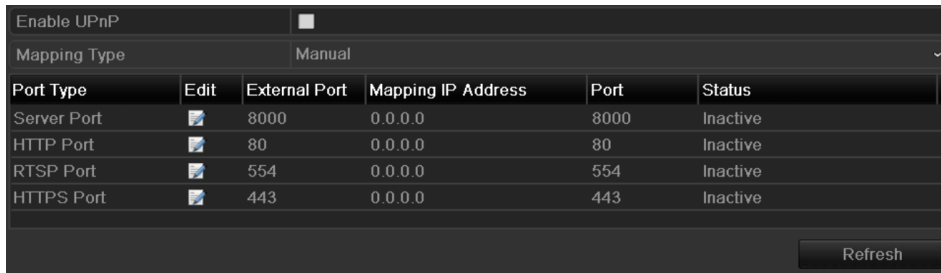 Enable UPnP
Mapping Type Manual
Port Type Edit External Port Mapping IP Address Port Status
Server Port 8000 0.0.0.0 8000 Inactive
HTTP Port 80 0.0.0.0 80 Inactive
RTSP Port 554 0.0.0.0 554 Inactive
HTTPS Port 443 0.0.0.0 443 Inactive
Refresh